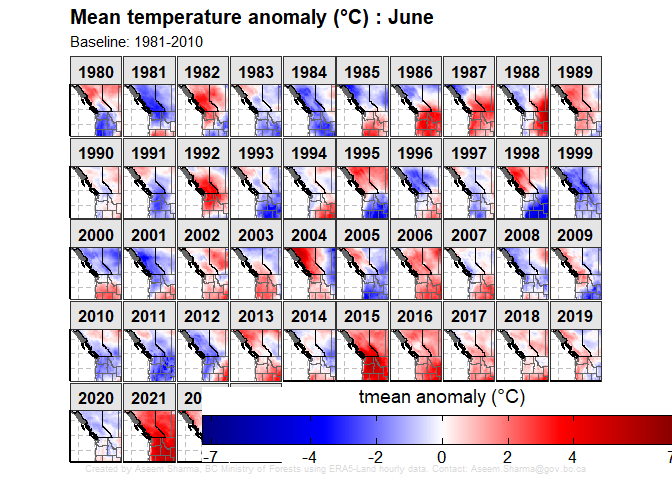 Mean temperature anomaly (°C) : June
Baseline: 1981-2010
1980 1981 1982 1983 1984 1985 1986 1987 1988 1989
1990 1991 1992 1993 1994 1995 1996 1997 1998 1999
2000 2001 2002 2003 2004 2005 2006 2007 2008 2009
2010 2011 2012 2013 2014 2015 2016 2017 2018 2019
2020 2021 20
tmean anomaly (°C)
-7 -4 -2 0 2 4 7
Created by Aseem Sharma, BC Ministry of Forests using ERA5-Land hourly data. Contact: Aseem.Sharma@gov.bc.ca